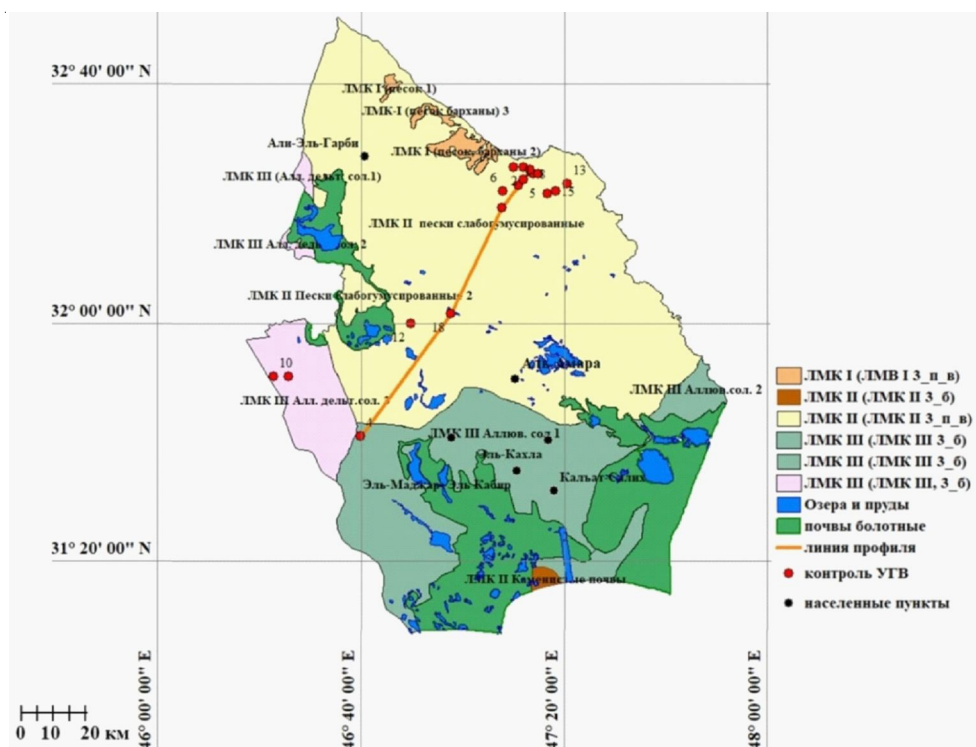 32° 40' 00" N
ЛМК I (песок 1)
ЛМК-I (песок барханы) 3
Али-Эль-Гарби
ЛМК I (песок, барханы 2)
13
ЛМК III (Алл. дельт. сол.1)
6
5
15
ЛМК II пески слабогумусированные
ЛМК III Алл. дельт. сол. 2
ЛМК II Пески слабогумусированные 2
32° 00' 00" N
18
12
10
Аль-Амара
ЛМК III Аллюв.сол. 2
ЛМК III Алл. дельт.сол.
4
ЛМК III Аллюв. сол 1
Эль-Кахла
Эль-Маджар-Эль Кабир
Кальат Салих
31° 20' 00" N
ЛМК II Каменистые почвы
ЛМК I (ЛМВ I 3_п_в)
ЛМК II (ЛМК II 3_б)
ЛМК II (ЛМК II 3_п_в)
ЛМК III (ЛМК III 3_б)
ЛМК III (ЛМК III 3_б)
ЛМК III (ЛМК III, 3_б)
Озера и пруды
почвы болотные
линия профиля
контроль УГВ
населенные пункты
0 10 20 км
46° 00' 00" E
46° 40' 00" E
47° 20' 00" E
48° 00' 00" E